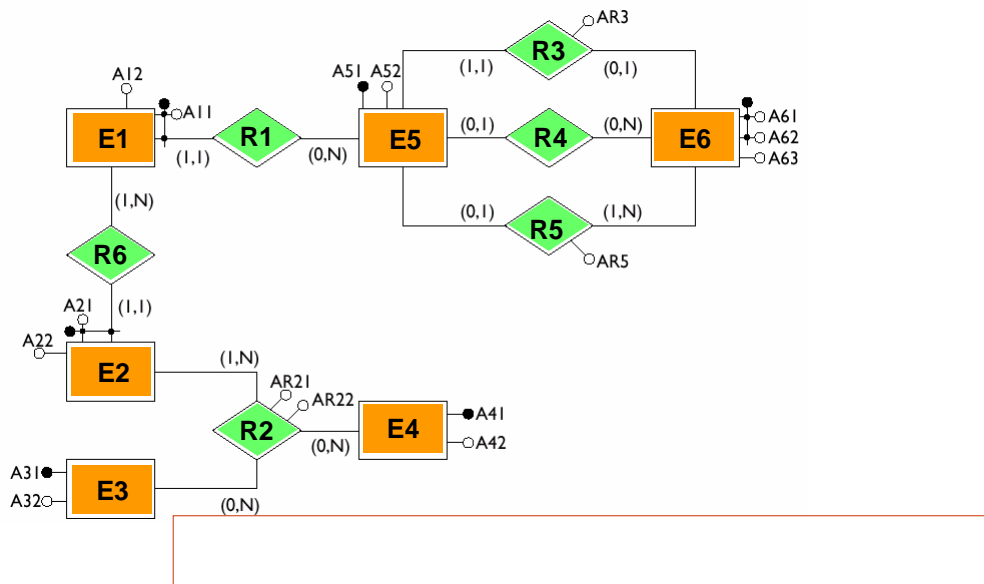 AR3
R3
(1,1)
(0,1)
A12
A51 A52
A11
E1
R1
E5
R4
E6
A61
A62
A63
(1,1)
(0,N)
(0,1)
(0,N)
(1,N)
(0,1)
(1,N)
R5
AR5
R6
A21
(1,1)
A22
E2
(1,N)
AR21
AR22
R2
E4
A41
A42
(0,N)
A31
A32
E3
(0,N)